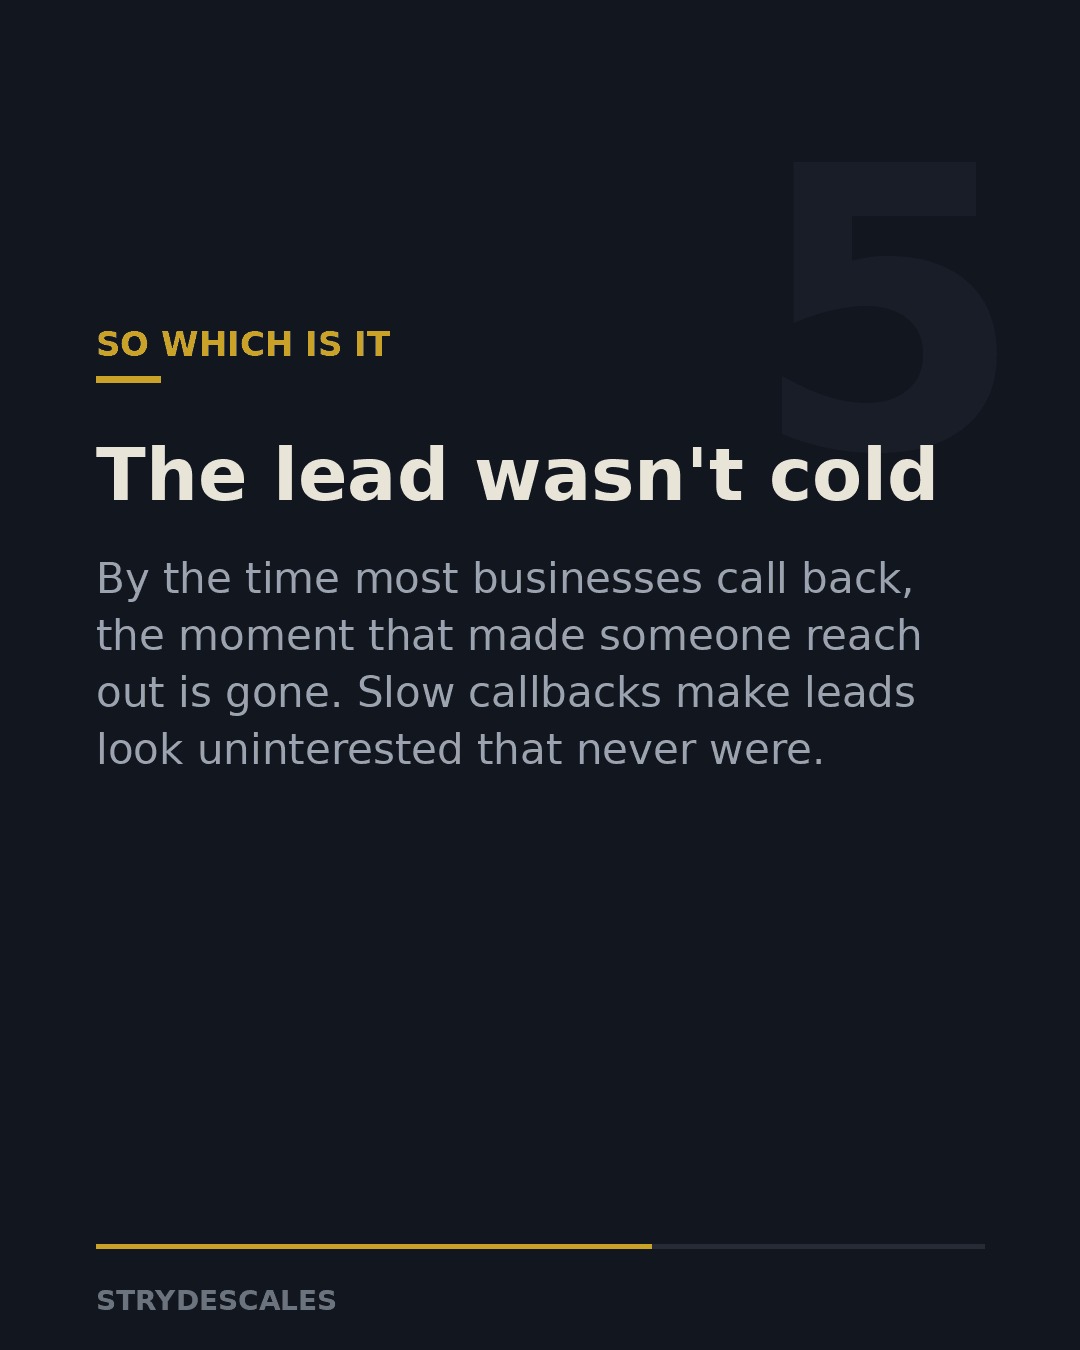 5
SO WHICH IS IT
The lead wasn't cold
By the time most businesses call back,
the moment that made someone reach
out is gone. Slow callbacks make leads
look uninterested that never were.
STRYDESCALES